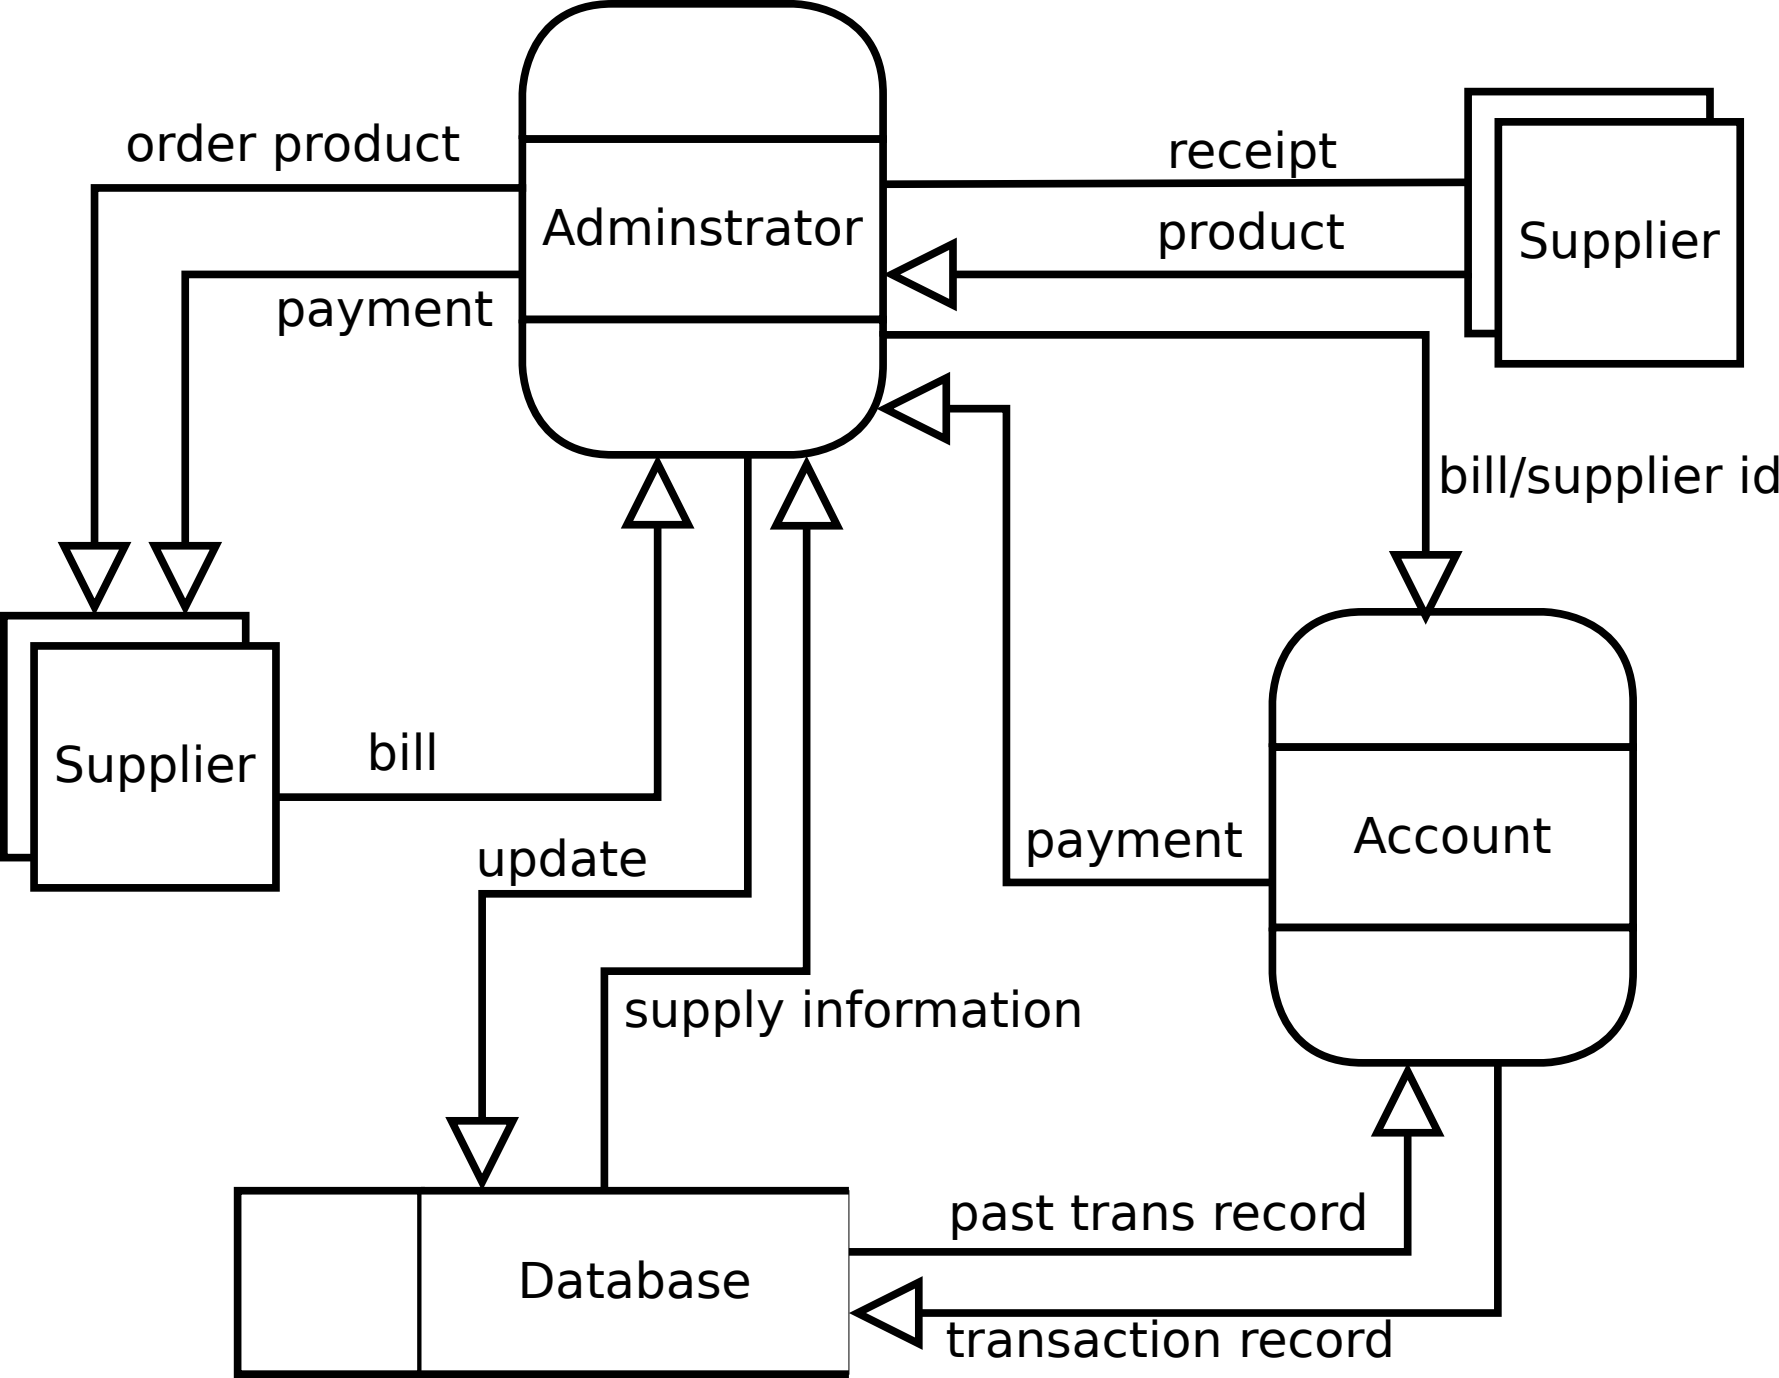 order product
receipt
Adminstrator
product
Supplier
payment
bill/supplier id
bill
Supplier
payment
Account
update
supply information
past trans record
Database
transaction record